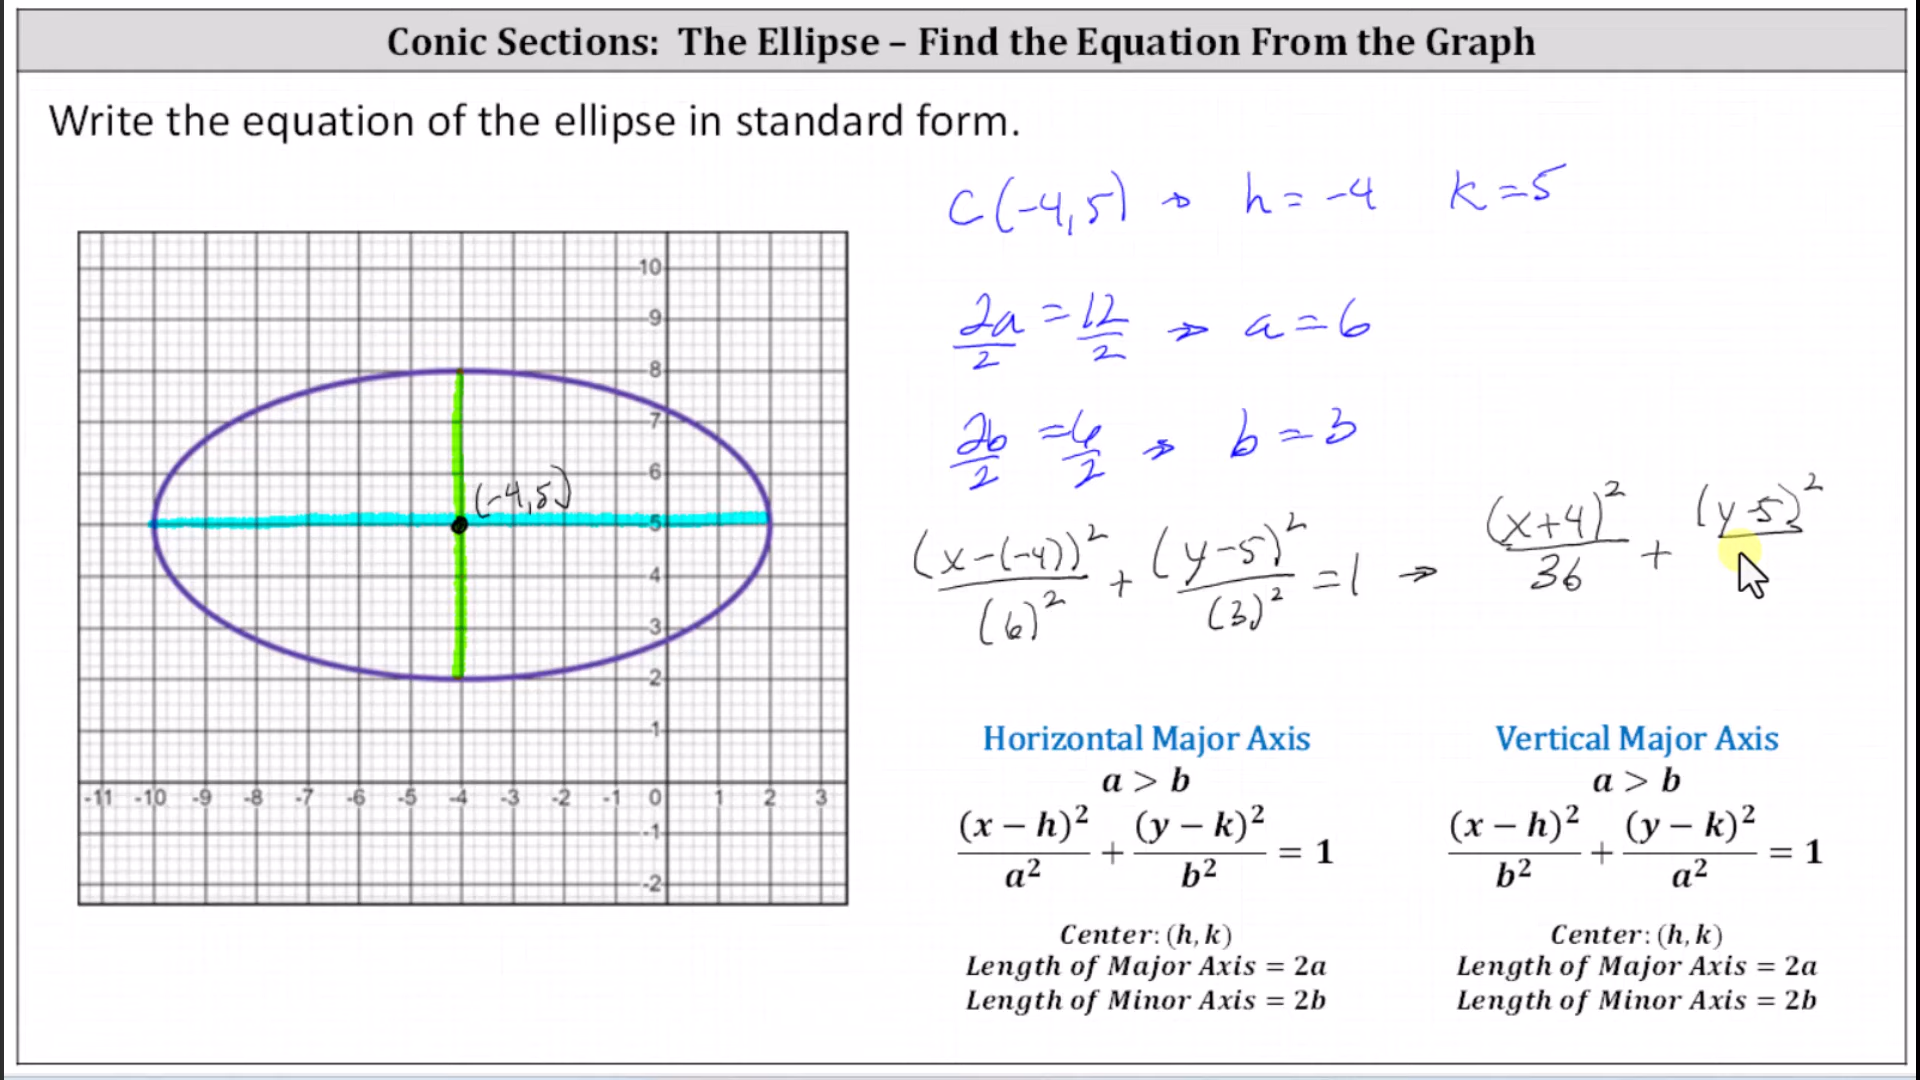 Conic Sections: The Ellipse – Find the Equation From the Graph
Write the equation of the ellipse in standard form.
C(-4,5) → h = -4 k = 5
2a/2 = 12/2 → a = 6
2b/2 = 6/2 → b = 3
(x-(-4))²/(6)² + (y-5)²/(3)² = 1 → (x+4)²/36 + (y-5)²
10
9
8
7
6
(-4,5)
5
4
3
2
1
-11 -10 -9 -8 -7 -6 -5 -4 -3 -2 -1 0 1 2 3
-1
-2
Horizontal Major Axis
a > b
(x − h)²/a² + (y − k)²/b² = 1
Center: (h, k)
Length of Major Axis = 2a
Length of Minor Axis = 2b
Vertical Major Axis
a > b
(x − h)²/b² + (y − k)²/a² = 1
Center: (h, k)
Length of Major Axis = 2a
Length of Minor Axis = 2b